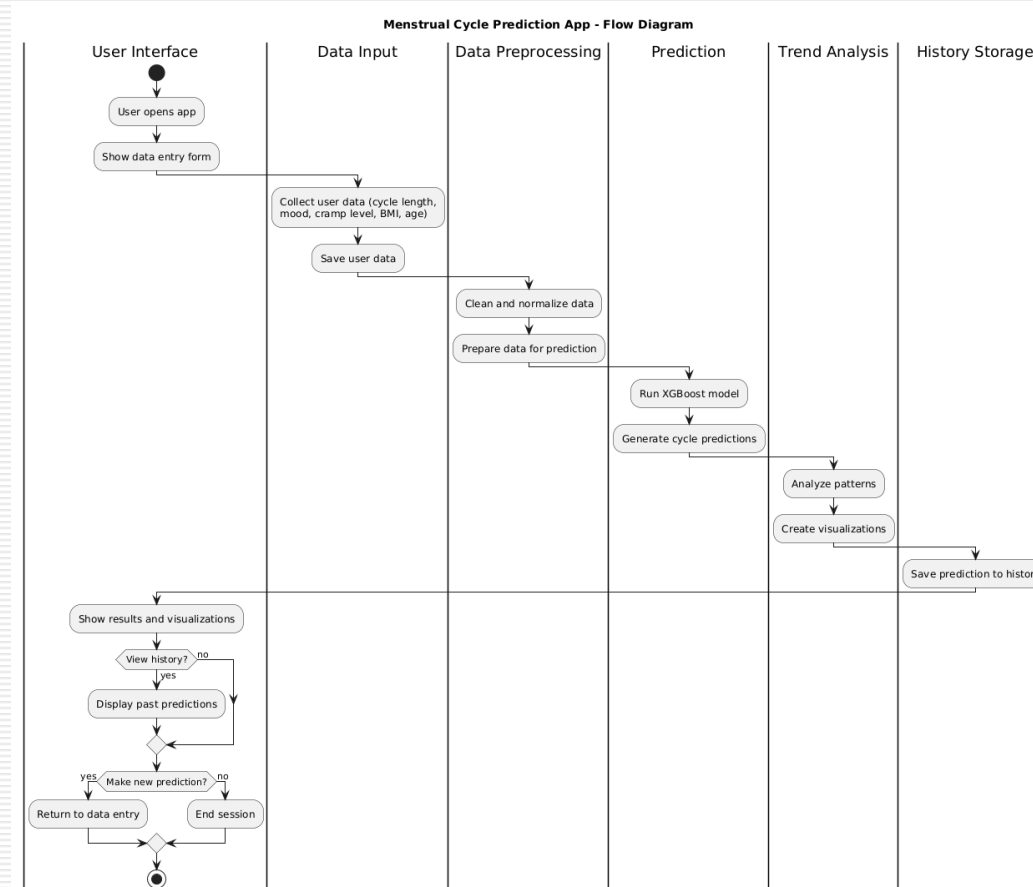 Menstrual Cycle Prediction App - Flow Diagram
User Interface
Data Input
Data Preprocessing
Prediction
Trend Analysis
History Storage
User opens app
Show data entry form
Collect user data (cycle length,
mood, cramp level, BMI, age)
Save user data
Clean and normalize data
Prepare data for prediction
Run XGBoost model
Generate cycle predictions
Analyze patterns
Create visualizations
Save prediction to histor
Show results and visualizations
View history?
no
yes
Display past predictions
yes
Make new prediction?
no
Return to data entry
End session